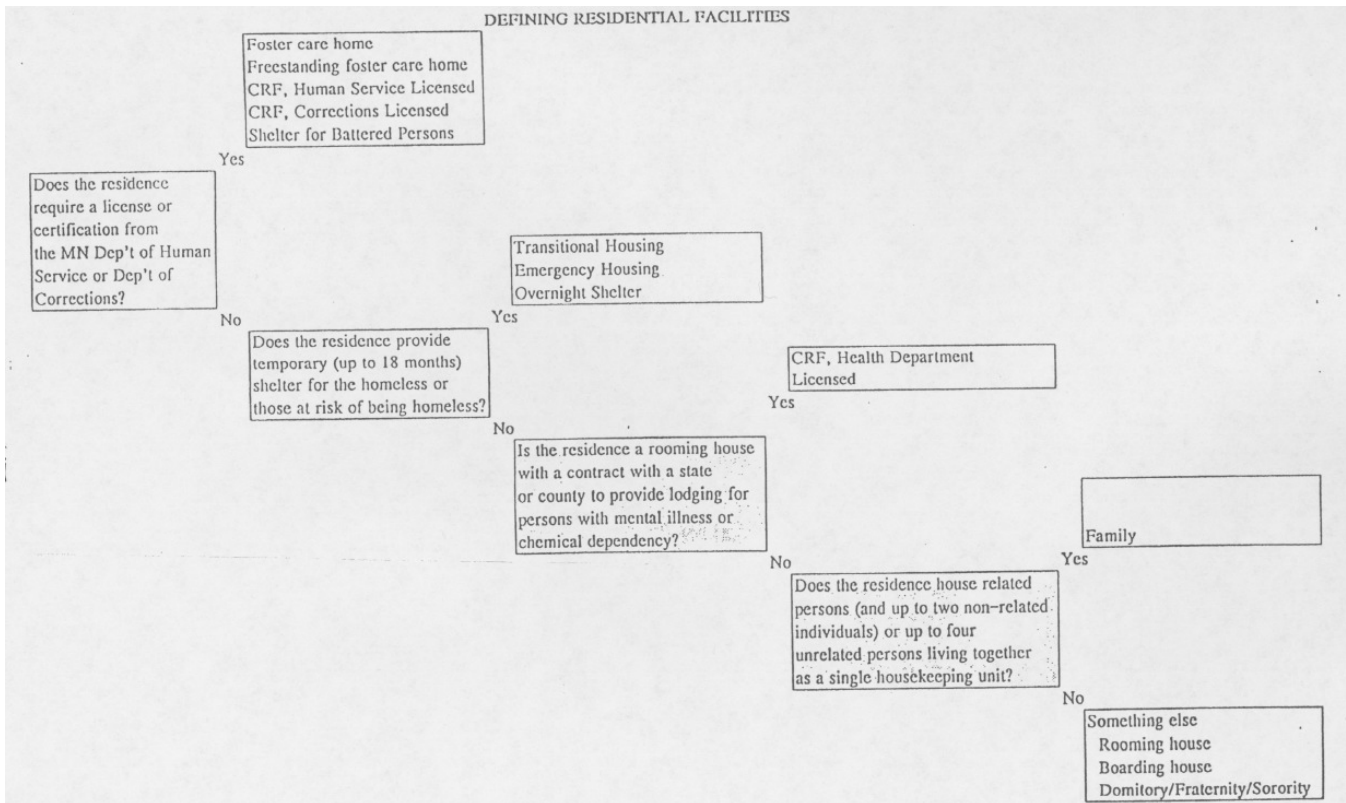 DEFINING RESIDENTIAL FACILITIES
Foster care home
Freestanding foster care home
CRF, Human Service Licensed
CRF, Corrections Licensed
Shelter for Battered Persons
Yes
Does the residence
require a license or
certification from
the MN Dep't of Human
Service or Dep't of
Corrections?
No
Transitional Housing
Emergency Housing
Overnight Shelter
Yes
Does the residence provide
temporary (up to 18 months)
shelter for the homeless or
those at risk of being homeless?
No
CRF, Health Department
Licensed
Yes
Is the residence a rooming house
with a contract with a state
or county to provide lodging for
persons with mental illness or
chemical dependency?
No
Family
Yes
Does the residence house related
persons (and up to two non-related
individuals) or up to four
unrelated persons living together
as a single housekeeping unit?
No
Something else
Rooming house
Boarding house
Domitory/Fraternity/Sorority